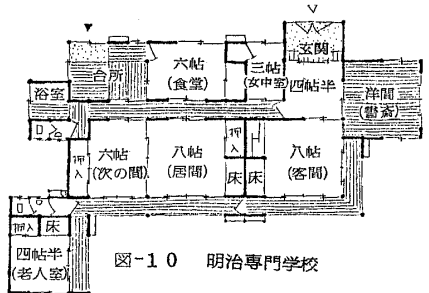 玄関
六帖
(食堂)
三帖
(女中室)
四帖半
台所
洋間
(書斎)
浴室
押入
六帖
(次の間)
八帖
(居間)
押入
床
床
八帖
(客間)
押入
床
四帖半
(老人室)
図-10 明治専門学校